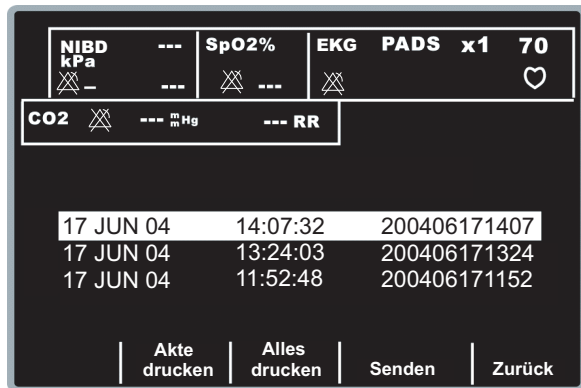 NIBD --- SpO2% EKG PADS x1 70
kPa
– --- ---
CO2 --- mmHg --- RR
17 JUN 04 14:07:32 200406171407
17 JUN 04 13:24:03 200406171324
17 JUN 04 11:52:48 200406171152
Akte drucken Alles drucken Senden Zurück